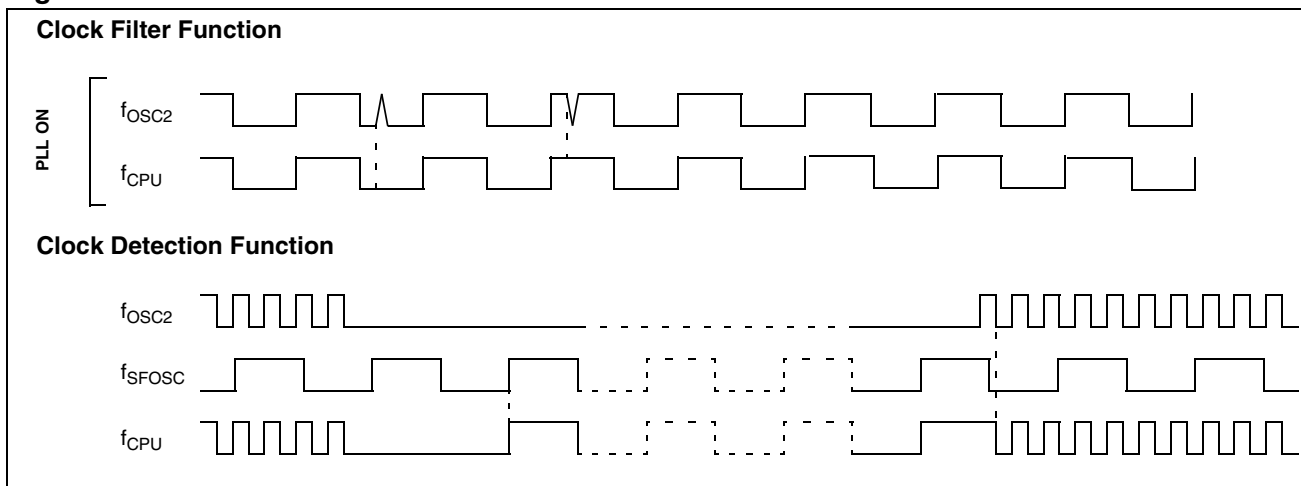 Clock Filter Function
PLL ON
fOSC2
fCPU
Clock Detection Function
fOSC2
fSFOSC
fCPU